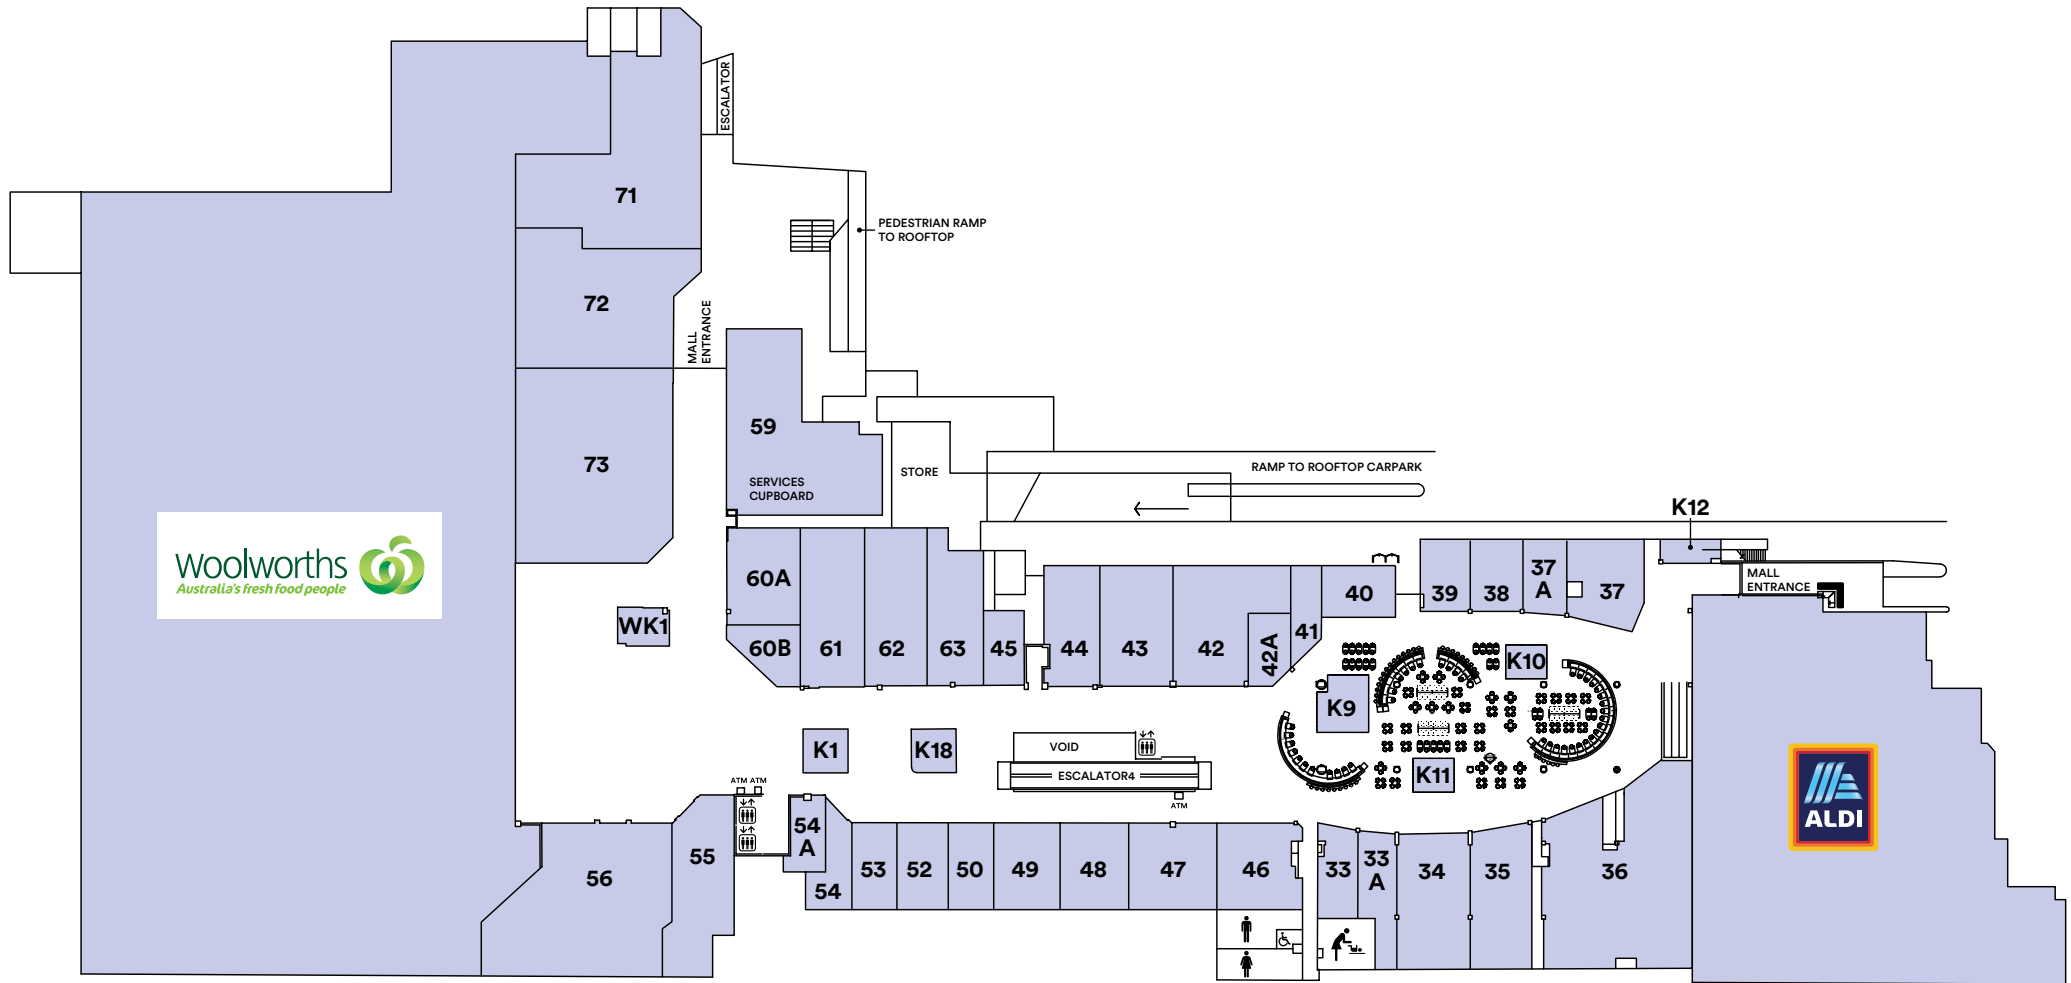 ESCALATOR
71
PEDESTRIAN RAMP
TO ROOFTOP
72
MALL
ENTRANCE
59
73
STORE
SERVICES
CUPBOARD
RAMP TO ROOFTOP CARPARK
K12
Woolworths
Australia's fresh food people
60A
37
A
MALL
ENTRANCE
39
38
37
40
WK1
60B
61
62
63
45
44
43
42
42A
41
K10
K9
K1
K18
VOID
ESCALATOR4
K11
ATM
ATM
ATM
ALDI
54
A
55
56
54
53
52
50
49
48
47
46
33
33
A
34
35
36